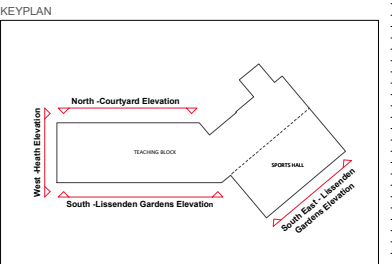 KEYPLAN
North -Courtyard Elevation
West -Heath Elevation
TEACHING BLOCK
SPORTS HALL
South -Lissenden Gardens Elevation
South East - Lissenden
Gardens Elevation